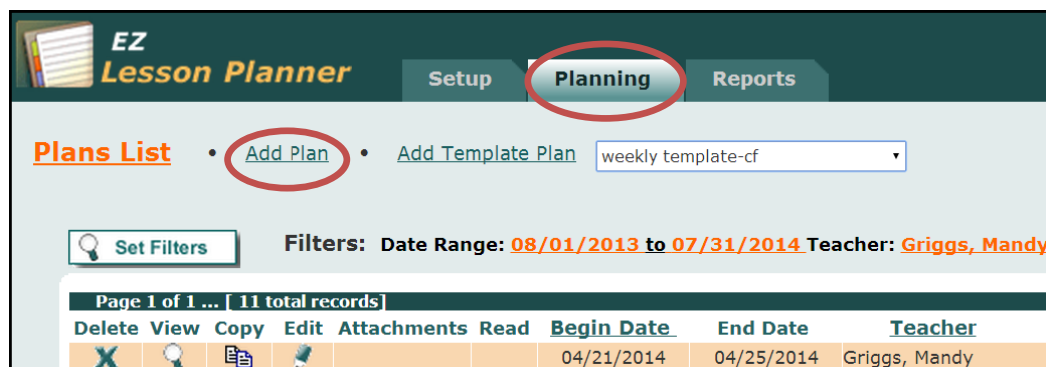 EZ
Lesson Planner
Setup Planning Reports
Plans List • Add Plan • Add Template Plan weekly template-cf
Set Filters Filters: Date Range: 08/01/2013 to 07/31/2014 Teacher: Griggs, Mandy
Page 1 of 1 ... [ 11 total records]
Delete View Copy Edit Attachments Read Begin Date End Date Teacher
04/21/2014 04/25/2014 Griggs, Mandy